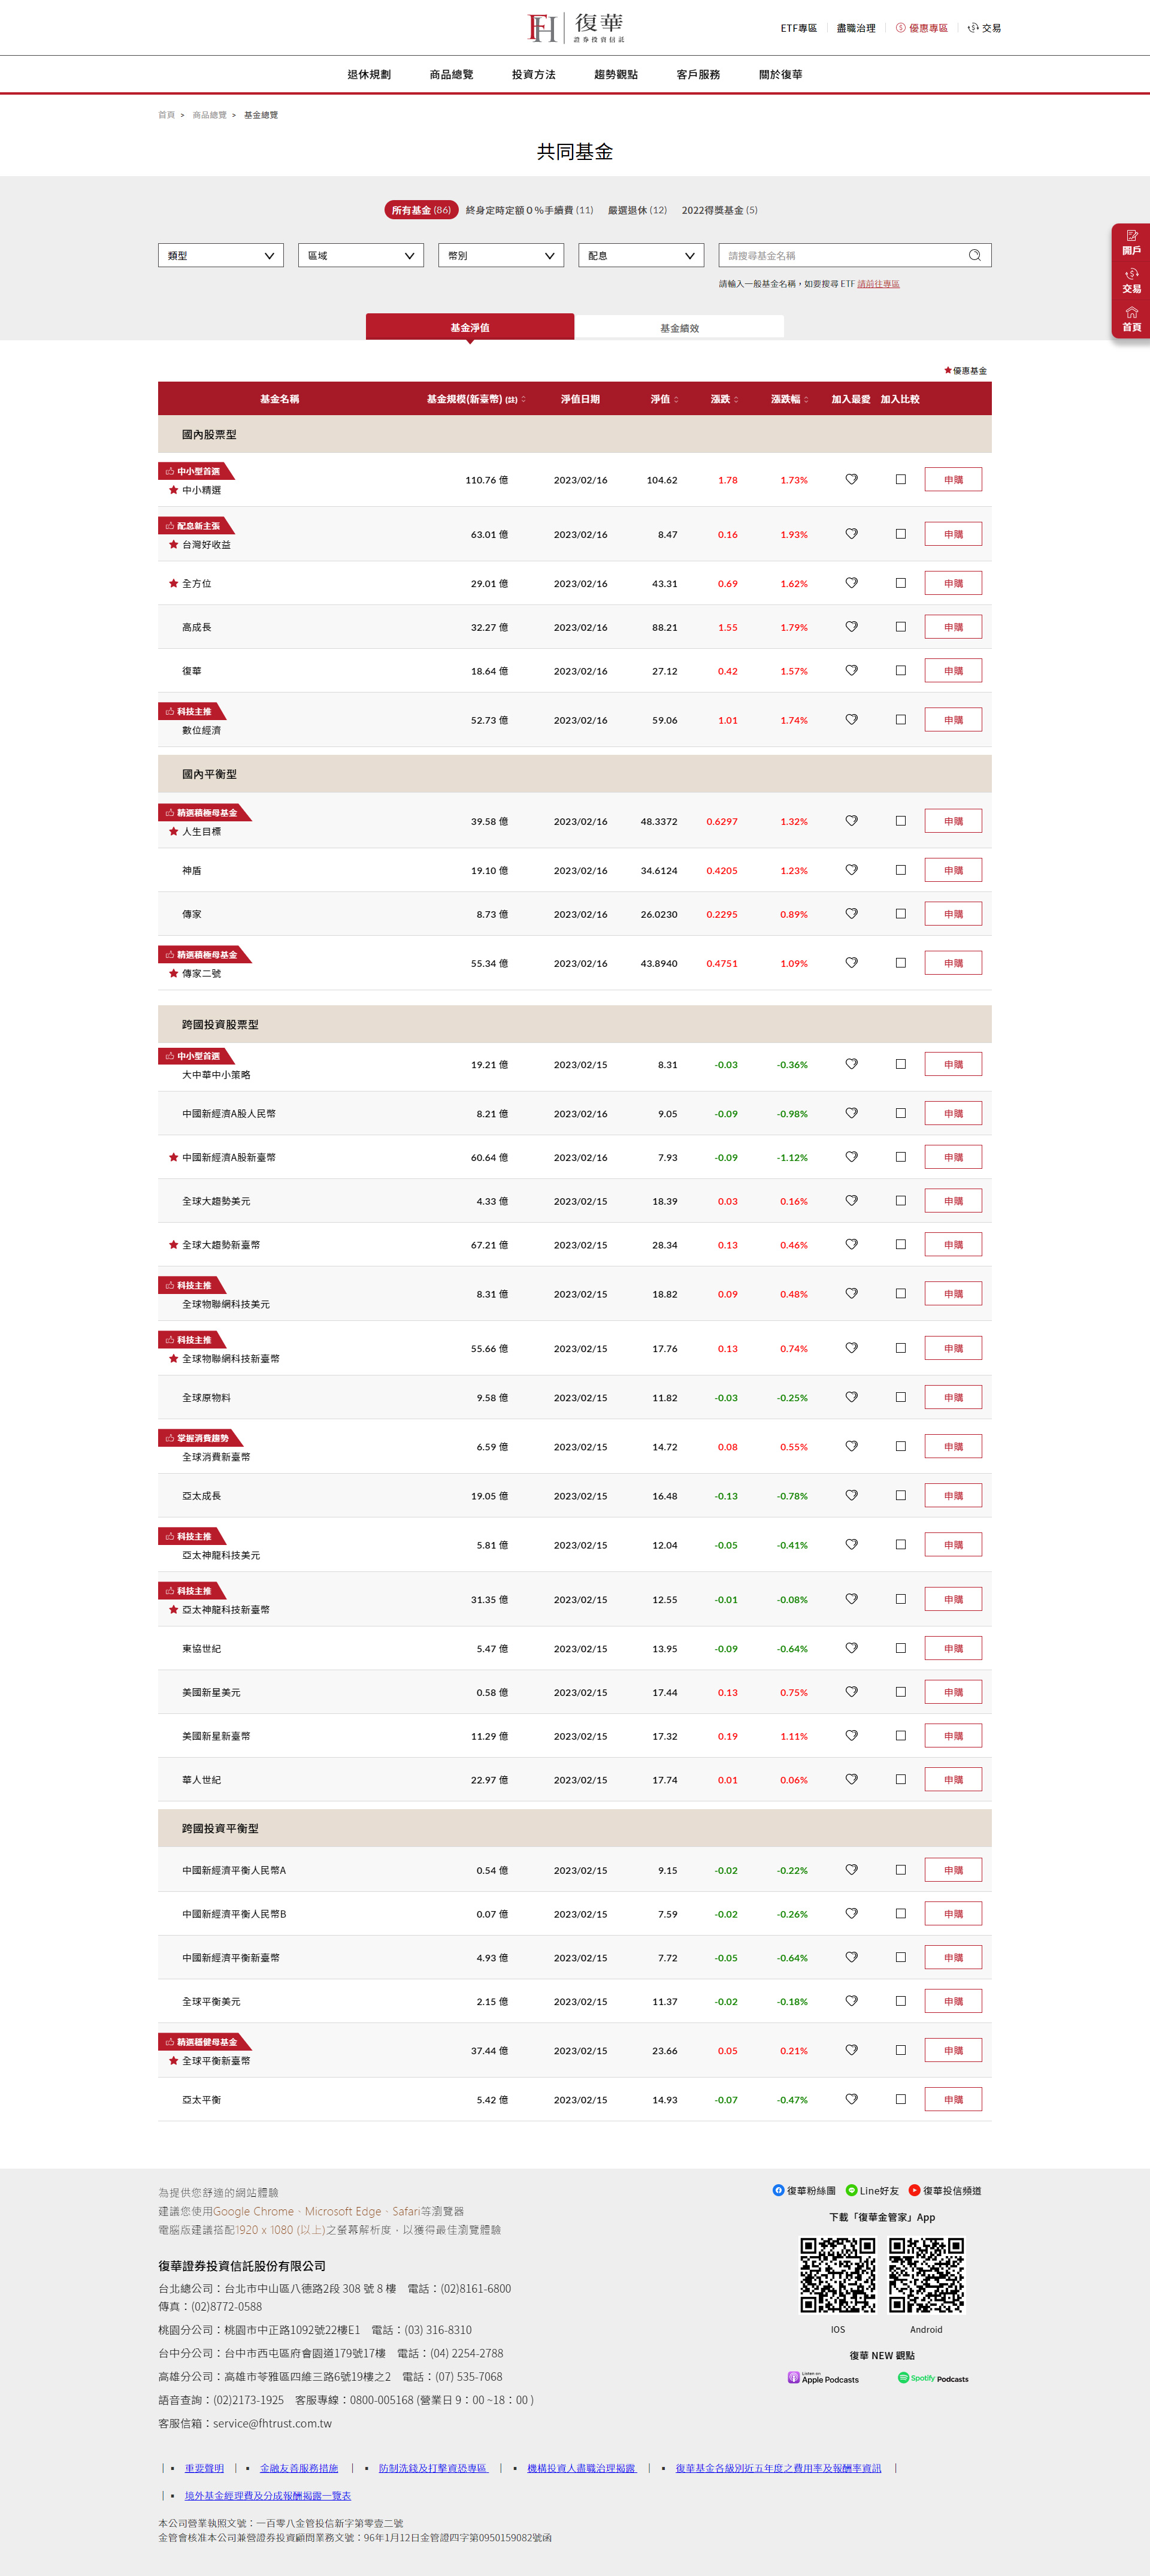 FH 復華 證券投資信託
ETF專區 盡職治理 優惠專區 交易
退休規劃 商品總覽 投資方法 趨勢觀點 客戶服務 關於復華
首頁 > 商品總覽 > 基金總覽
共同基金
所有基金 (86) 終身定時定額０%手續費 (11) 嚴選退休 (12) 2022得獎基金 (5)
類型 區域 幣別 配息 請搜尋基金名稱
請輸入一般基金名稱，如要搜尋 ETF 請前往專區
開戶
交易
首頁
基金淨值 基金績效
★優惠基金
基金名稱 基金規模(新臺幣) (註) 淨值日期 淨值 漲跌 漲跌幅 加入最愛 加入比較
國內股票型
中小型首選
★ 中小精選 110.76 億 2023/02/16 104.62 1.78 1.73% 申購
配息新主張
★ 台灣好收益 63.01 億 2023/02/16 8.47 0.16 1.93% 申購
★ 全方位 29.01 億 2023/02/16 43.31 0.69 1.62% 申購
高成長 32.27 億 2023/02/16 88.21 1.55 1.79% 申購
復華 18.64 億 2023/02/16 27.12 0.42 1.57% 申購
科技主推
數位經濟 52.73 億 2023/02/16 59.06 1.01 1.74% 申購
國內平衡型
精選積極母基金
★ 人生目標 39.58 億 2023/02/16 48.3372 0.6297 1.32% 申購
神盾 19.10 億 2023/02/16 34.6124 0.4205 1.23% 申購
傳家 8.73 億 2023/02/16 26.0230 0.2295 0.89% 申購
精選積極母基金
★ 傳家二號 55.34 億 2023/02/16 43.8940 0.4751 1.09% 申購
跨國投資股票型
中小型首選
大中華中小策略 19.21 億 2023/02/15 8.31 -0.03 -0.36% 申購
中國新經濟A股人民幣 8.21 億 2023/02/16 9.05 -0.09 -0.98% 申購
★ 中國新經濟A股新臺幣 60.64 億 2023/02/16 7.93 -0.09 -1.12% 申購
全球大趨勢美元 4.33 億 2023/02/15 18.39 0.03 0.16% 申購
★ 全球大趨勢新臺幣 67.21 億 2023/02/15 28.34 0.13 0.46% 申購
科技主推
全球物聯網科技美元 8.31 億 2023/02/15 18.82 0.09 0.48% 申購
科技主推
★ 全球物聯網科技新臺幣 55.66 億 2023/02/15 17.76 0.13 0.74% 申購
全球原物料 9.58 億 2023/02/15 11.82 -0.03 -0.25% 申購
掌握消費趨勢
全球消費新臺幣 6.59 億 2023/02/15 14.72 0.08 0.55% 申購
亞太成長 19.05 億 2023/02/15 16.48 -0.13 -0.78% 申購
科技主推
亞太神龍科技美元 5.81 億 2023/02/15 12.04 -0.05 -0.41% 申購
科技主推
★ 亞太神龍科技新臺幣 31.35 億 2023/02/15 12.55 -0.01 -0.08% 申購
東協世紀 5.47 億 2023/02/15 13.95 -0.09 -0.64% 申購
美國新星美元 0.58 億 2023/02/15 17.44 0.13 0.75% 申購
美國新星新臺幣 11.29 億 2023/02/15 17.32 0.19 1.11% 申購
華人世紀 22.97 億 2023/02/15 17.74 0.01 0.06% 申購
跨國投資平衡型
中國新經濟平衡人民幣A 0.54 億 2023/02/15 9.15 -0.02 -0.22% 申購
中國新經濟平衡人民幣B 0.07 億 2023/02/15 7.59 -0.02 -0.26% 申購
中國新經濟平衡新臺幣 4.93 億 2023/02/15 7.72 -0.05 -0.64% 申購
全球平衡美元 2.15 億 2023/02/15 11.37 -0.02 -0.18% 申購
精選穩健母基金
★ 全球平衡新臺幣 37.44 億 2023/02/15 23.66 0.05 0.21% 申購
亞太平衡 5.42 億 2023/02/15 14.93 -0.07 -0.47% 申購
為提供您舒適的網站體驗
建議您使用Google Chrome、Microsoft Edge、Safari等瀏覽器
電腦版建議搭配1920 x 1080 (以上)之螢幕解析度，以獲得最佳瀏覽體驗
復華證券投資信託股份有限公司
台北總公司：台北市中山區八德路2段 308 號 8 樓 電話：(02)8161-6800
傳真：(02)8772-0588
桃園分公司：桃園市中正路1092號22樓E1 電話：(03) 316-8310
台中分公司：台中市西屯區府會園道179號17樓 電話：(04) 2254-2788
高雄分公司：高雄市苓雅區四維三路6號19樓之2 電話：(07) 535-7068
語音查詢：(02)2173-1925 客服專線：0800-005168 (營業日 9：00 ~18：00 )
客服信箱：service@fhtrust.com.tw
復華粉絲團 Line好友 復華投信頻道
下載「復華金管家」App
IOS Android
復華 NEW 觀點
Listen on Apple Podcasts Spotify Podcasts
| ▪ 重要聲明 | ▪ 金融友善服務措施 | ▪ 防制洗錢及打擊資恐專區 | ▪ 機構投資人盡職治理揭露 | ▪ 復華基金各級別近五年度之費用率及報酬率資訊 |
| ▪ 境外基金經理費及分成報酬揭露一覽表
本公司營業執照文號：一百零八金管投信新字第零壹二號
金管會核准本公司兼營證券投資顧問業務文號：96年1月12日金管證四字第0950159082號函